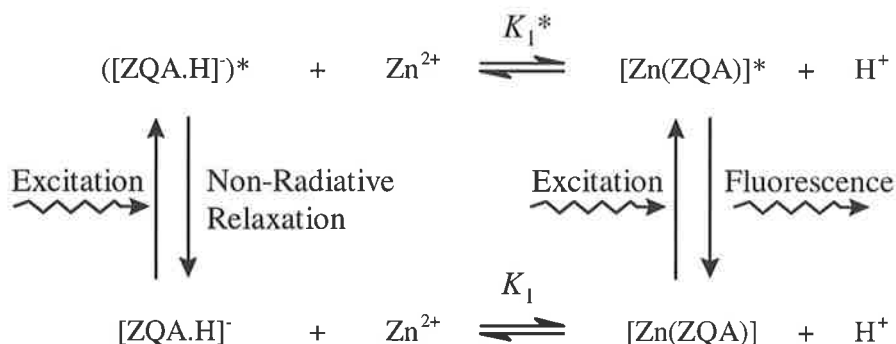 K₁*
([ZQA.H]⁻)* + Zn²⁺ [Zn(ZQA)]* + H⁺
Excitation Non-Radiative Relaxation Excitation Fluorescence
K₁
[ZQA.H]⁻ + Zn²⁺ [Zn(ZQA)] + H⁺